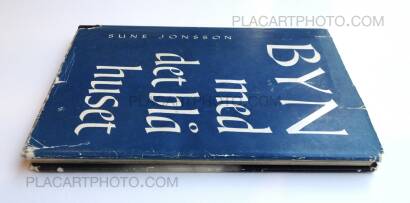 PLACARTPHOTO.COM
SUNE JONSSON
BYN
med
det blå
huset
PLACARTPHOTO.COM